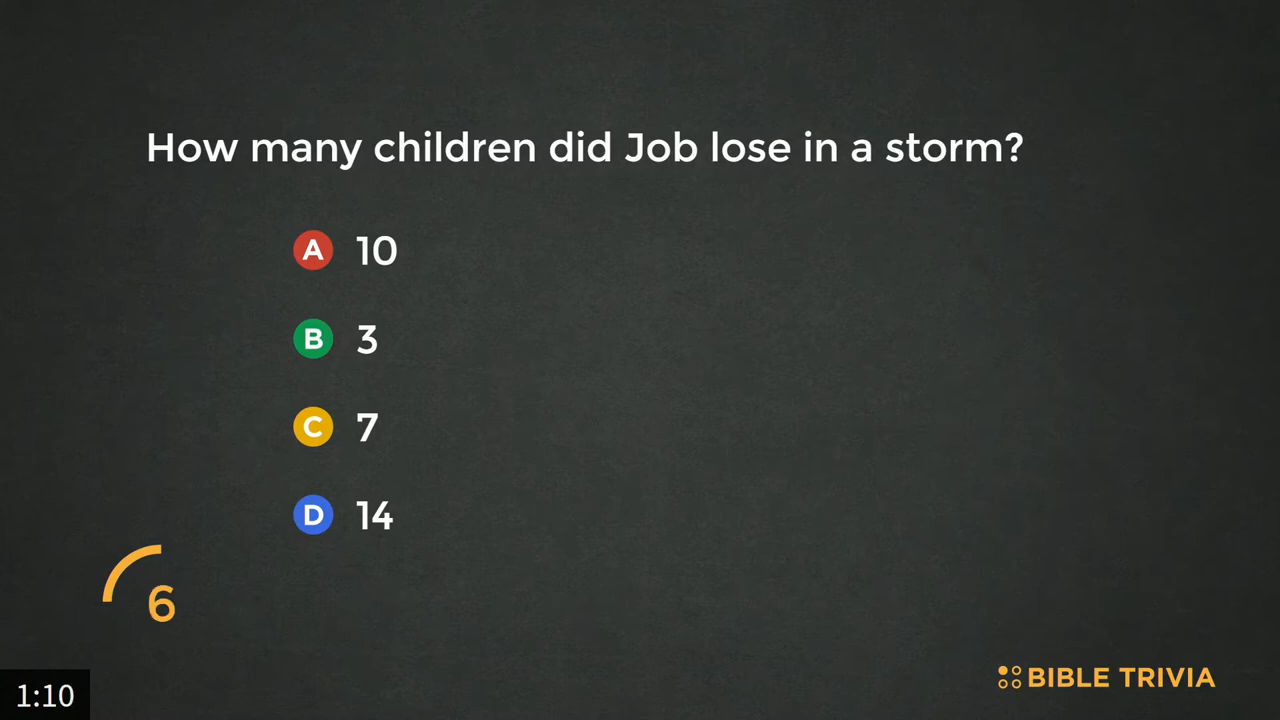 How many children did Job lose in a storm?
A 10
B 3
C 7
D 14
6
1:10
BIBLE TRIVIA